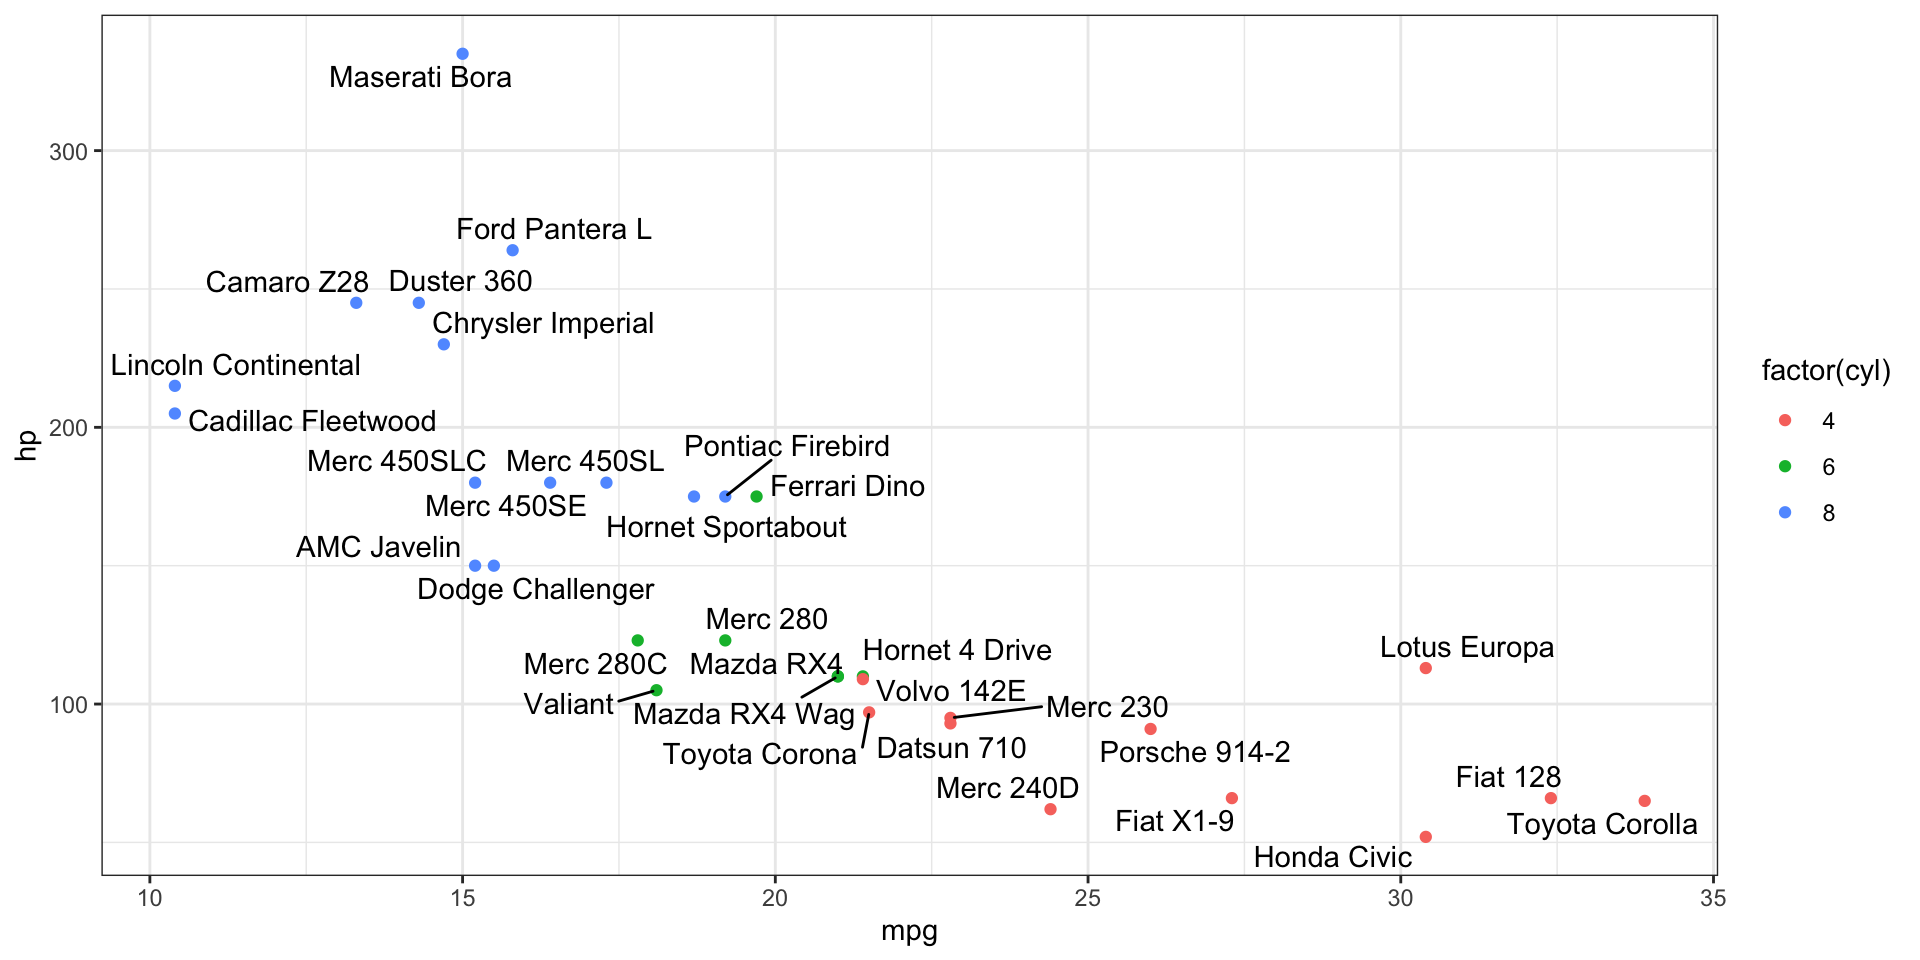 Maserati Bora
300
Ford Pantera L
Camaro Z28
Duster 360
Chrysler Imperial
Lincoln Continental
Cadillac Fleetwood
200
hp
Pontiac Firebird
Merc 450SLC
Merc 450SL
Ferrari Dino
Merc 450SE
Hornet Sportabout
AMC Javelin
Dodge Challenger
Merc 280
Hornet 4 Drive
Lotus Europa
Merc 280C
Mazda RX4
Volvo 142E
Valiant
Merc 230
100
Mazda RX4 Wag
Toyota Corona
Datsun 710
Porsche 914-2
Merc 240D
Fiat 128
Fiat X1-9
Toyota Corolla
Honda Civic
10
15
20
25
30
35
mpg
factor(cyl)
4
6
8